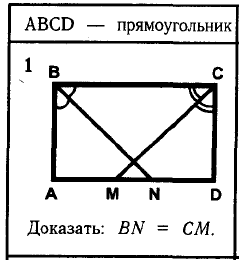 ABCD — прямоугольник
1
B C
A M N D
Доказать: BN = CM.